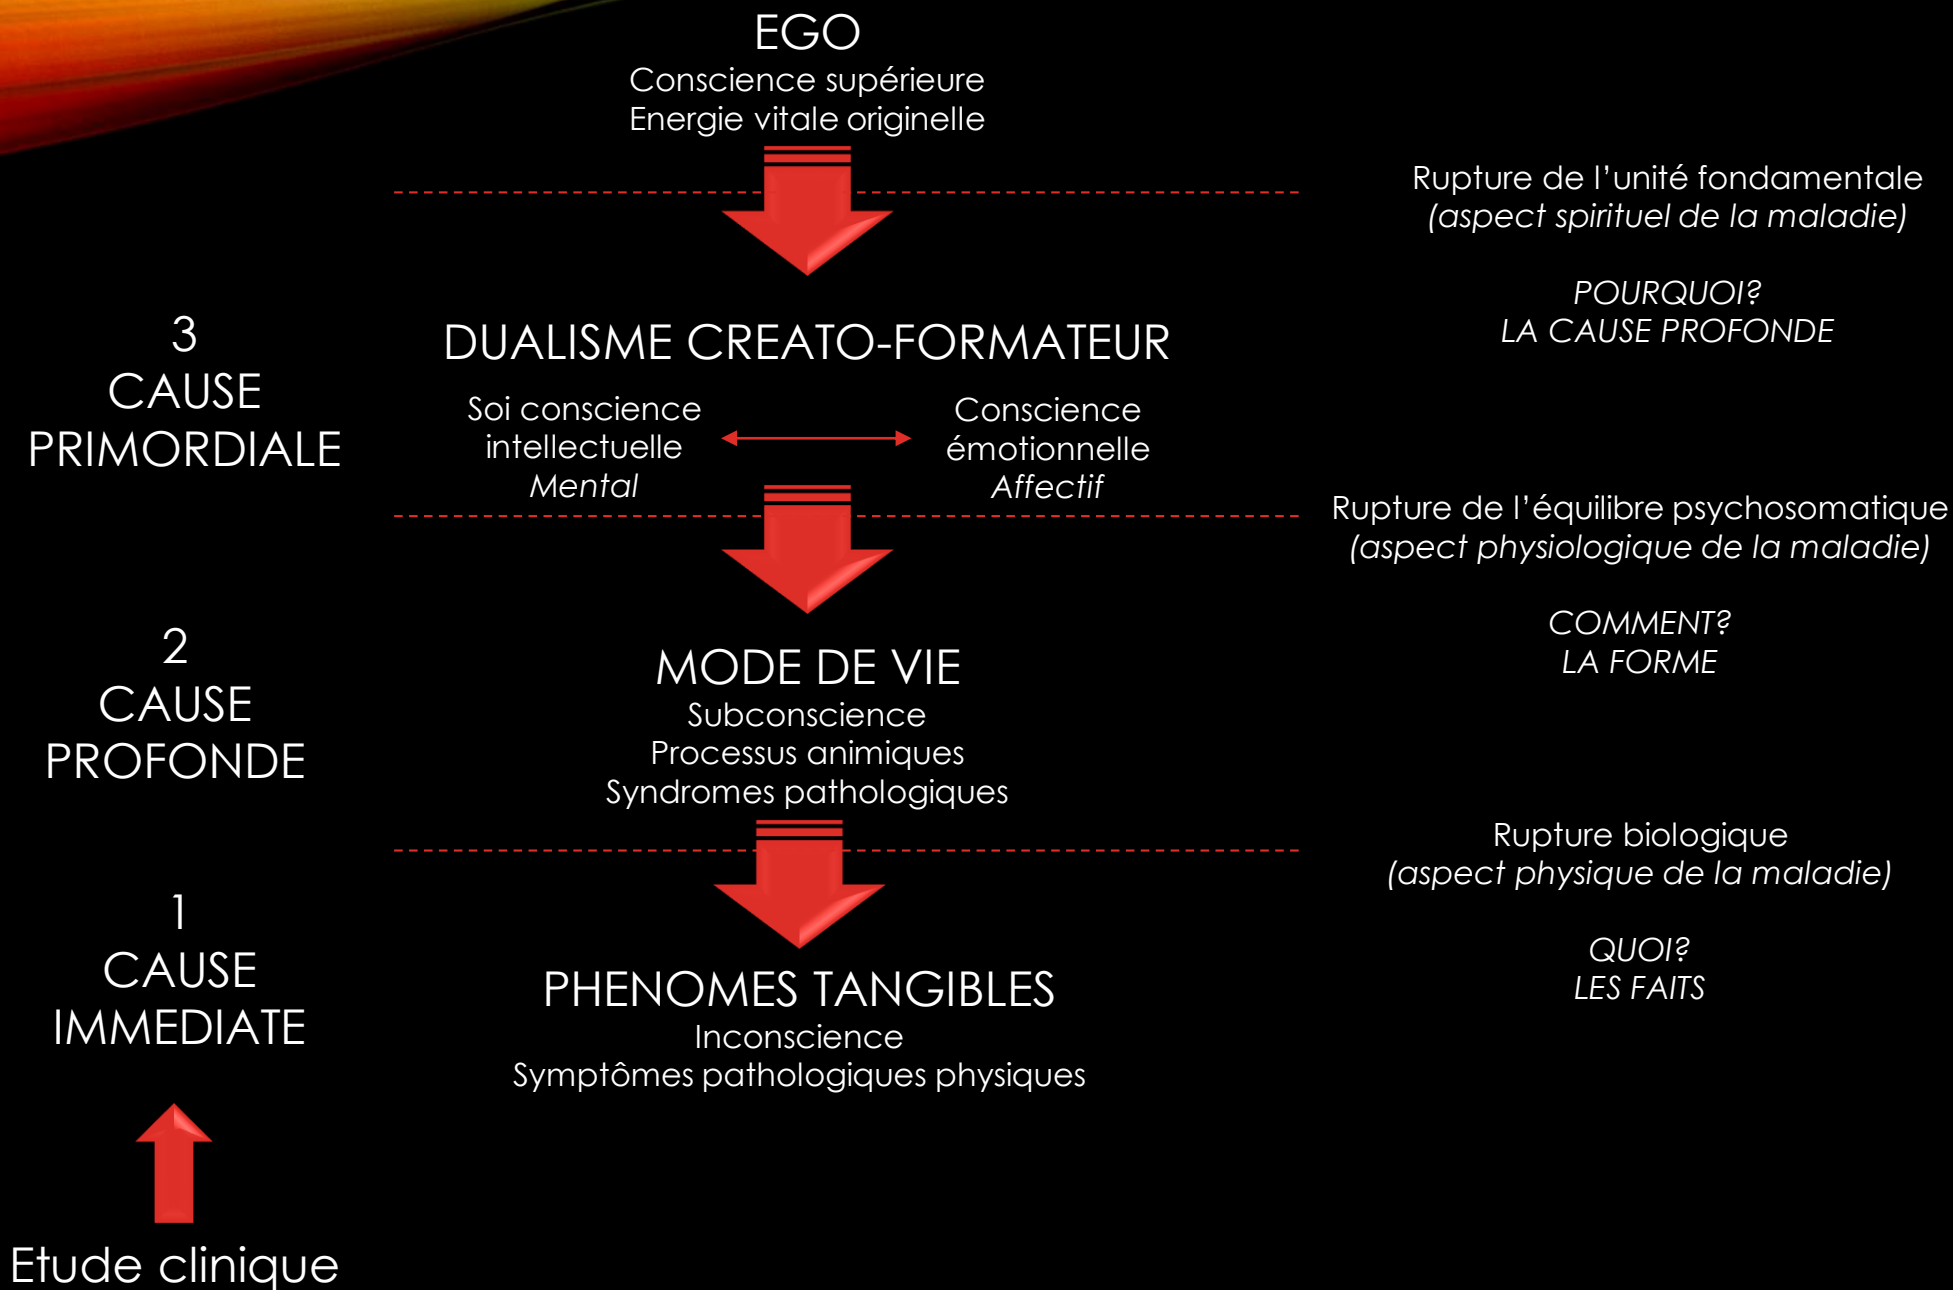 EGO
Conscience supérieure
Energie vitale originelle
Rupture de l’unité fondamentale
(aspect spirituel de la maladie)
POURQUOI?
LA CAUSE PROFONDE
3
CAUSE
PRIMORDIALE
DUALISME CREATO-FORMATEUR
Soi conscience
intellectuelle
Mental
Conscience
émotionnelle
Affectif
Rupture de l’équilibre psychosomatique
(aspect physiologique de la maladie)
COMMENT?
LA FORME
2
CAUSE
PROFONDE
MODE DE VIE
Subconscience
Processus animiques
Syndromes pathologiques
Rupture biologique
(aspect physique de la maladie)
QUOI?
LES FAITS
1
CAUSE
IMMEDIATE
PHENOMES TANGIBLES
Inconscience
Symptômes pathologiques physiques
Etude clinique